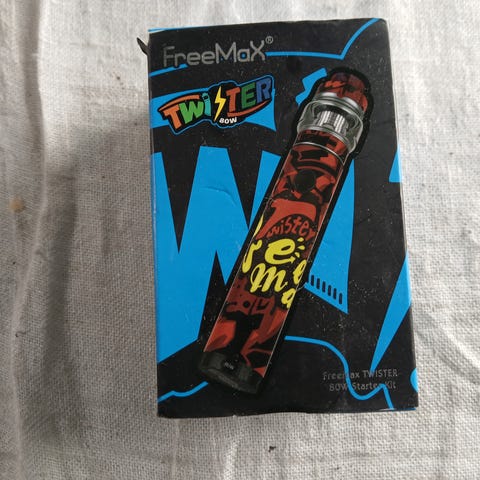 FreeMaX®
TWISTER
80W
Twister
Freemax TWISTER
80W Starter Kit